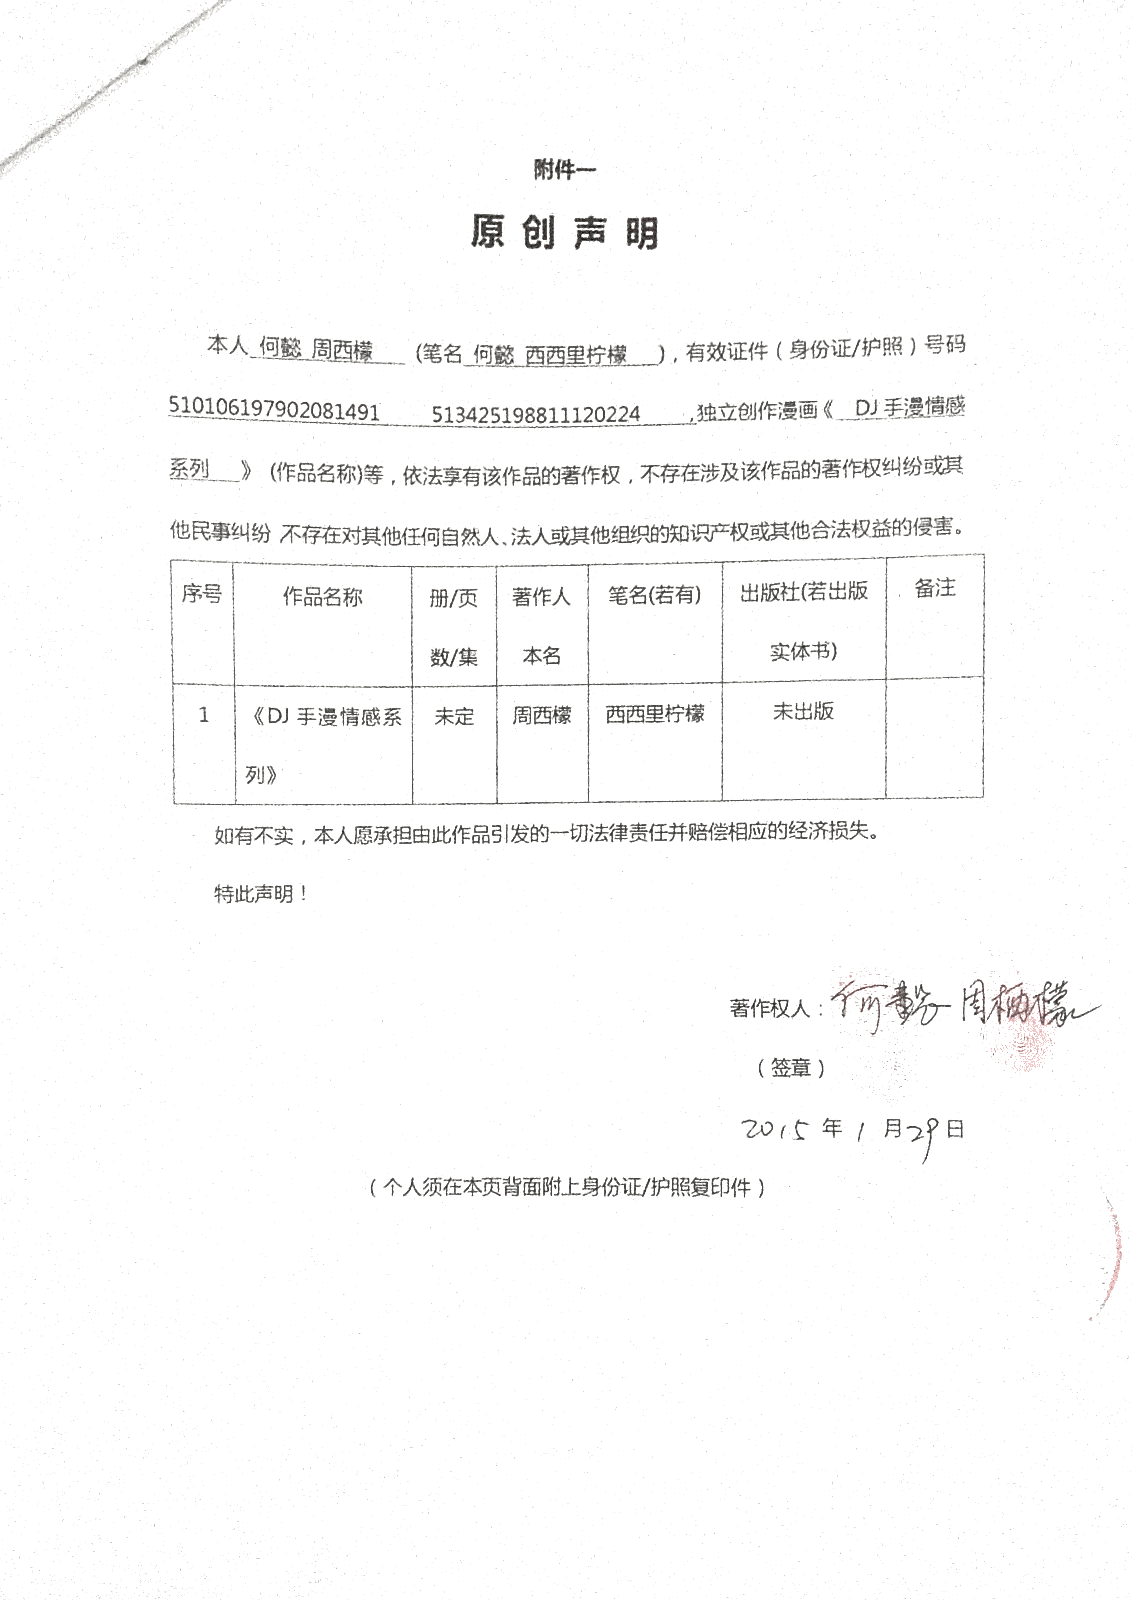 附件一
原创声明
本人 何懿 周西檬 (笔名 何懿 西西里柠檬 )，有效证件（身份证/护照）号码
510106197902081491 513425198811120224 ,独立创作漫画《 DJ手漫情感
系列 》(作品名称)等，依法享有该作品的著作权，不存在涉及该作品的著作权纠纷或其
他民事纠纷,不存在对其他任何自然人、法人或其他组织的知识产权或其他合法权益的侵害。
序号 作品名称 册/页 著作人 笔名(若有) 出版社(若出版 备注
数/集 本名 实体书)
1 《DJ手漫情感系 未定 周西檬 西西里柠檬 未出版
列》
如有不实，本人愿承担由此作品引发的一切法律责任并赔偿相应的经济损失。
特此声明！
著作权人：何懿 周西檬
（签章）
2015年1月29日
（个人须在本页背面附上身份证/护照复印件）